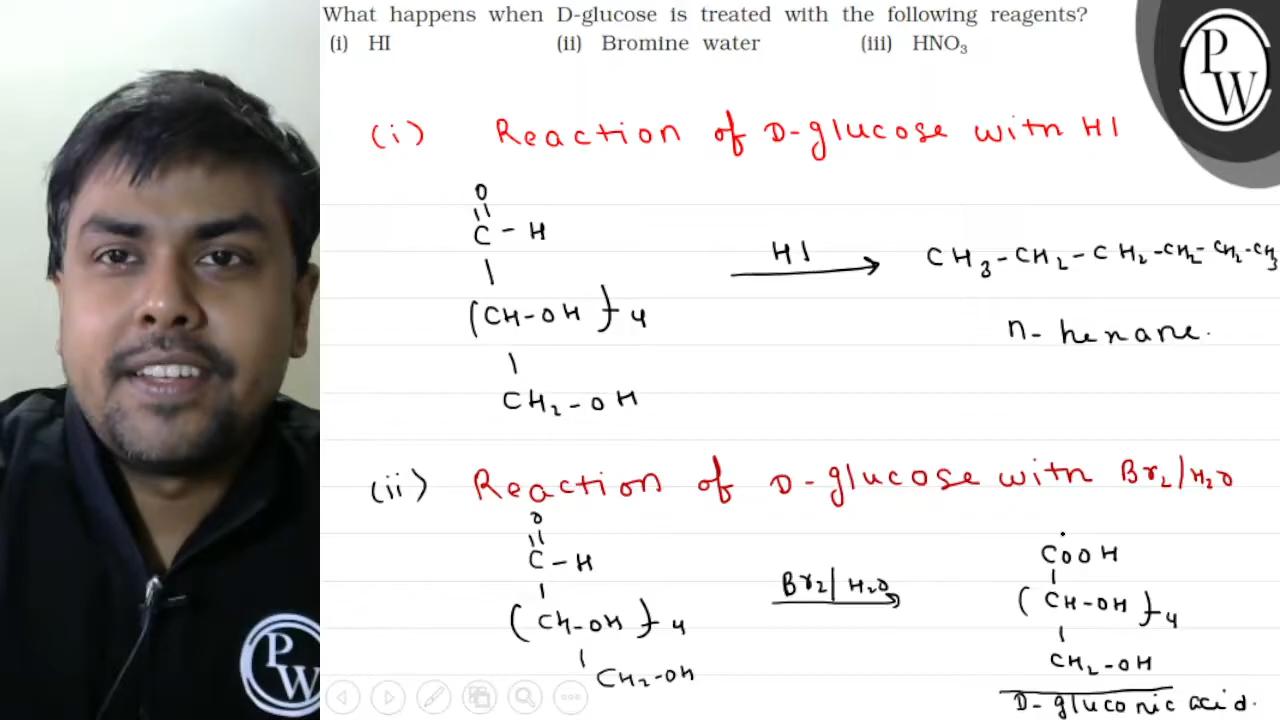 What happens when D-glucose is treated with the following reagents?
(i) HI (ii) Bromine water (iii) HNO₃
PW
(i) Reaction of D-glucose with HI
O
||
C - H
|
(CH-OH)4
|
CH2-OH
HI
CH3-CH2-CH2-CH2-CH2-CH3
n-hexane.
(ii) Reaction of D-glucose with Br2/H2O
O
||
C-H
|
(CH-OH)4
|
CH2-OH
Br2/H2O
COOH
|
(CH-OH)4
|
CH2-OH
D-gluconic acid.
PW